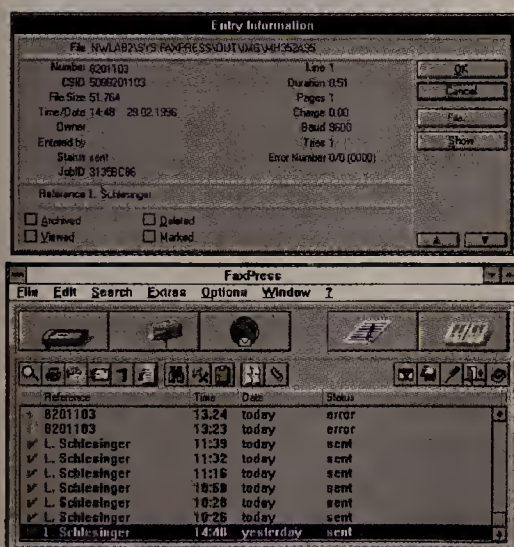 Entry Information
File NWLAB2\SYS:FAXPRESS\OUT\IMG\MH352A95
Number 8201103 Line 1 OK
CSID 5088201103 Duration 0:51 Cancel
File Size 51.764 Pages 1
Time/Date 14:48 29.02.1996 Charge 0.00 File...
Owner Baud 9600
Entered by Tries 1 Show
Status sent Error Number 0/0 (0000)
JobID 3135BC86
Reference L. Schlesinger
Archived Deleted
Viewed Marked
FaxPress
File Edit Search Extras Options Window ?
Reference Time Date Status
8201103 13:24 today error
8201103 13:23 today error
L. Schlesinger 11:39 today sent
L. Schlesinger 11:32 today sent
L. Schlesinger 11:16 today sent
L. Schlesinger 10:59 today sent
L. Schlesinger 10:28 today sent
L. Schlesinger 10:26 today sent
L. Schlesinger 14:48 yesterday sent